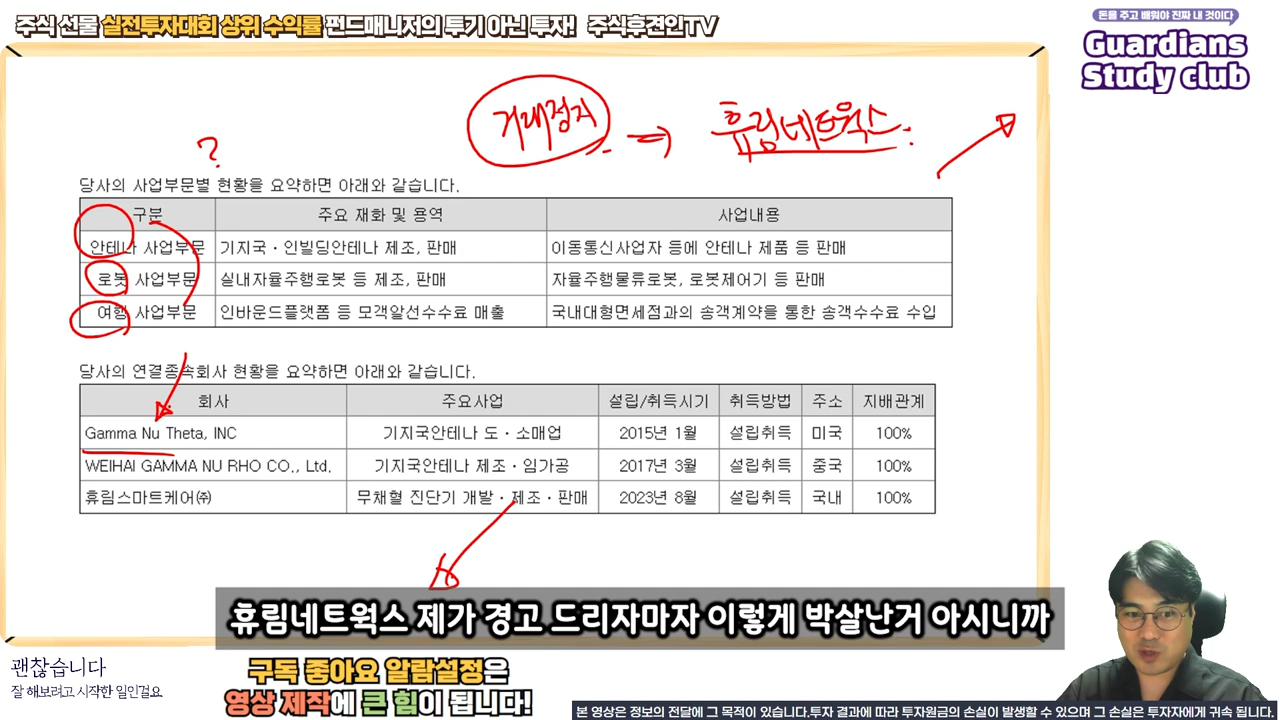 주식 선물 실전투자대회 상위 수익률 펀드매니저의 투기 아닌 투자! 주식후견인TV
돈을 주고 배워야 진짜 내 것이다
Guardians
Study club
거래정지 => 휴림네트웍스.
?
당사의 사업부문별 현황을 요약하면 아래와 같습니다.
구분 주요 재화 및 용역 사업내용
안테나 사업부문 기지국·인빌딩안테나 제조, 판매 이동통신사업자 등에 안테나 제품 등 판매
로봇 사업부문 실내자율주행로봇 등 제조, 판매 자율주행물류로봇, 로봇제어기 등 판매
여행 사업부문 인바운드플랫폼 등 모객알선수수료 매출 국내대형면세점과의 송객계약을 통한 송객수수료 수입
당사의 연결종속회사 현황을 요약하면 아래와 같습니다.
회사 주요사업 설립/취득시기 취득방법 주소 지배관계
Gamma Nu Theta, INC 기지국안테나 도·소매업 2015년 1월 설립취득 미국 100%
WEIHAI GAMMA NU RHO CO., Ltd. 기지국안테나 제조·임가공 2017년 3월 설립취득 중국 100%
휴림스마트케어㈜ 무채혈 진단기 개발·제조·판매 2023년 8월 설립취득 국내 100%
휴림네트웍스 제가 경고 드리자마자 이렇게 박살난거 아시니까
괜찮습니다
잘 해보려고 시작한 일인걸요
구독 좋아요 알람설정은
영상 제작에 큰 힘이 됩니다!
본 영상은 정보의 전달에 그 목적이 있습니다.투자 결과에 따라 투자원금의 손실이 발생할 수 있으며 그 손실은 투자자에게 귀속 됩니다.